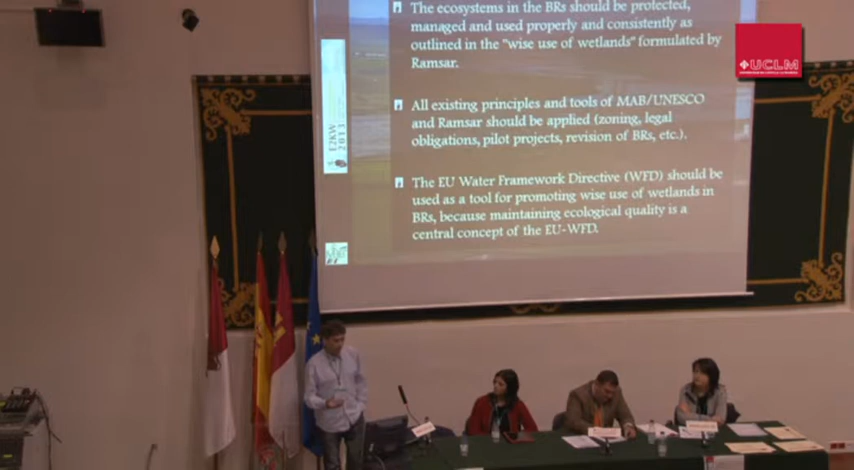 The ecosystems in the BRs should be protected,
managed and used properly and consistently as
outlined in the "wise use of wetlands" formulated by
Ramsar.
All existing principles and tools of MAB/UNESCO
and Ramsar should be applied (zoning, legal
obligations, pilot projects, revision of BRs, etc.).
The EU Water Framework Directive (WFD) should be
used as a tool for promoting wise use of wetlands in
BRs, because maintaining ecological quality is a
central concept of the EU-WFD.
E2KW
2013
UCLM